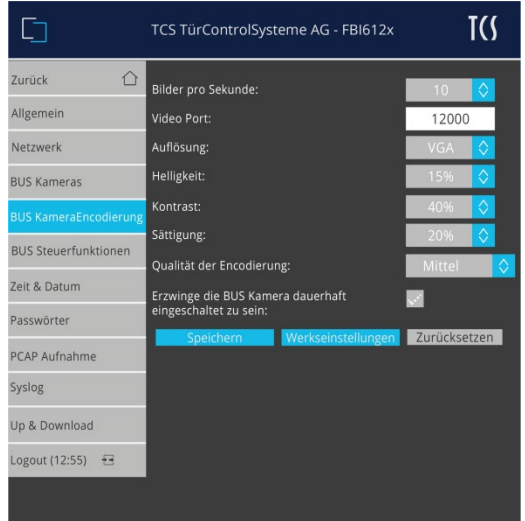 TCS TürControlSysteme AG - FBI612x
TCS
Zurück
Allgemein
Netzwerk
BUS Kameras
BUS KameraEncodierung
BUS Steuerfunktionen
Zeit & Datum
Passwörter
PCAP Aufnahme
Syslog
Up & Download
Logout (12:55)
Bilder pro Sekunde: 10
Video Port: 12000
Auflösung: VGA
Helligkeit: 15%
Kontrast: 40%
Sättigung: 20%
Qualität der Encodierung: Mittel
Erzwinge die BUS Kamera dauerhaft
eingeschaltet zu sein:
Speichern Werkseinstellungen Zurücksetzen